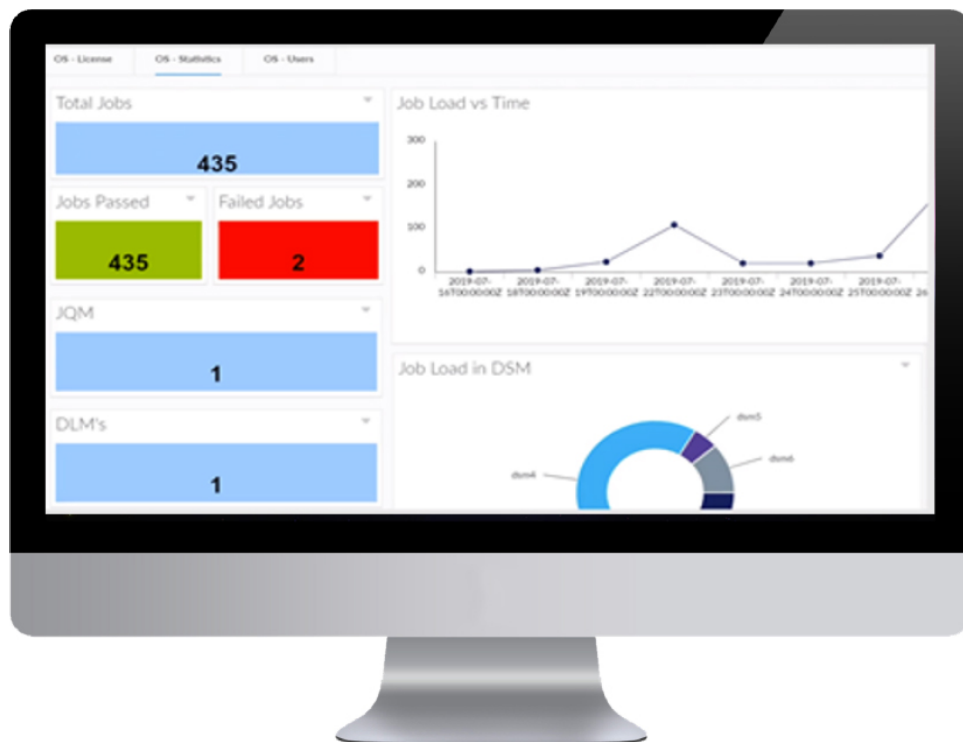 OS - License
OS - Statistics
OS - Users
Total Jobs
435
Jobs Passed
Failed Jobs
435
2
JQM
1
DLM's
1
Job Load vs Time
300
200
100
0
2019-07-
16T00:00:00Z
2019-07-
18T00:00:00Z
2019-07-
19T00:00:00Z
2019-07-
22T00:00:00Z
2019-07-
23T00:00:00Z
2019-07-
24T00:00:00Z
2019-07-
25T00:00:00Z
26
Job Load in DSM
dsm5
dsm6
dsm4